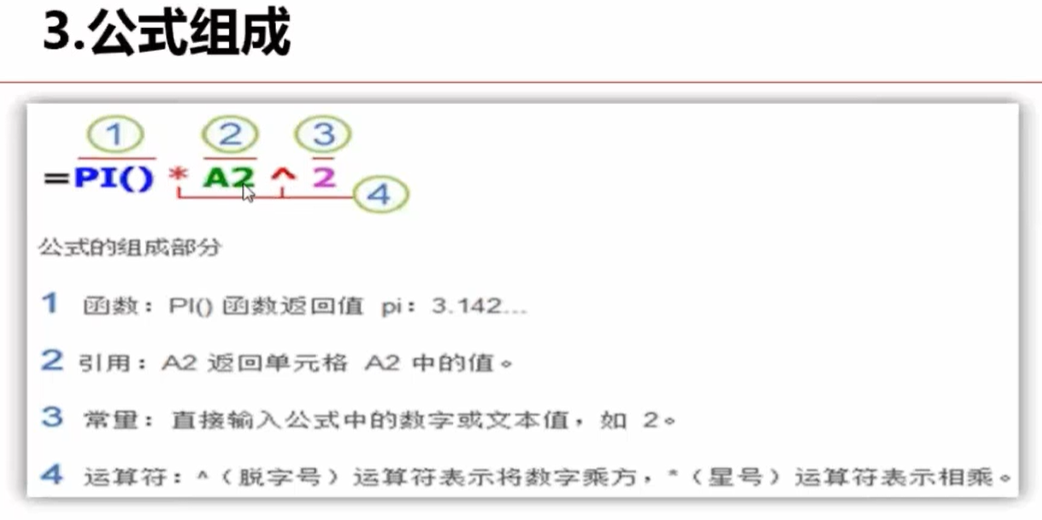 3.公式组成
① ② ③
=PI() * A2 ^ 2
④
公式的组成部分
1 函数：PI() 函数返回值 pi：3.142...
2 引用：A2 返回单元格 A2 中的值。
3 常量：直接输入公式中的数字或文本值，如 2。
4 运算符：^（脱字号）运算符表示将数字乘方，*（星号）运算符表示相乘。